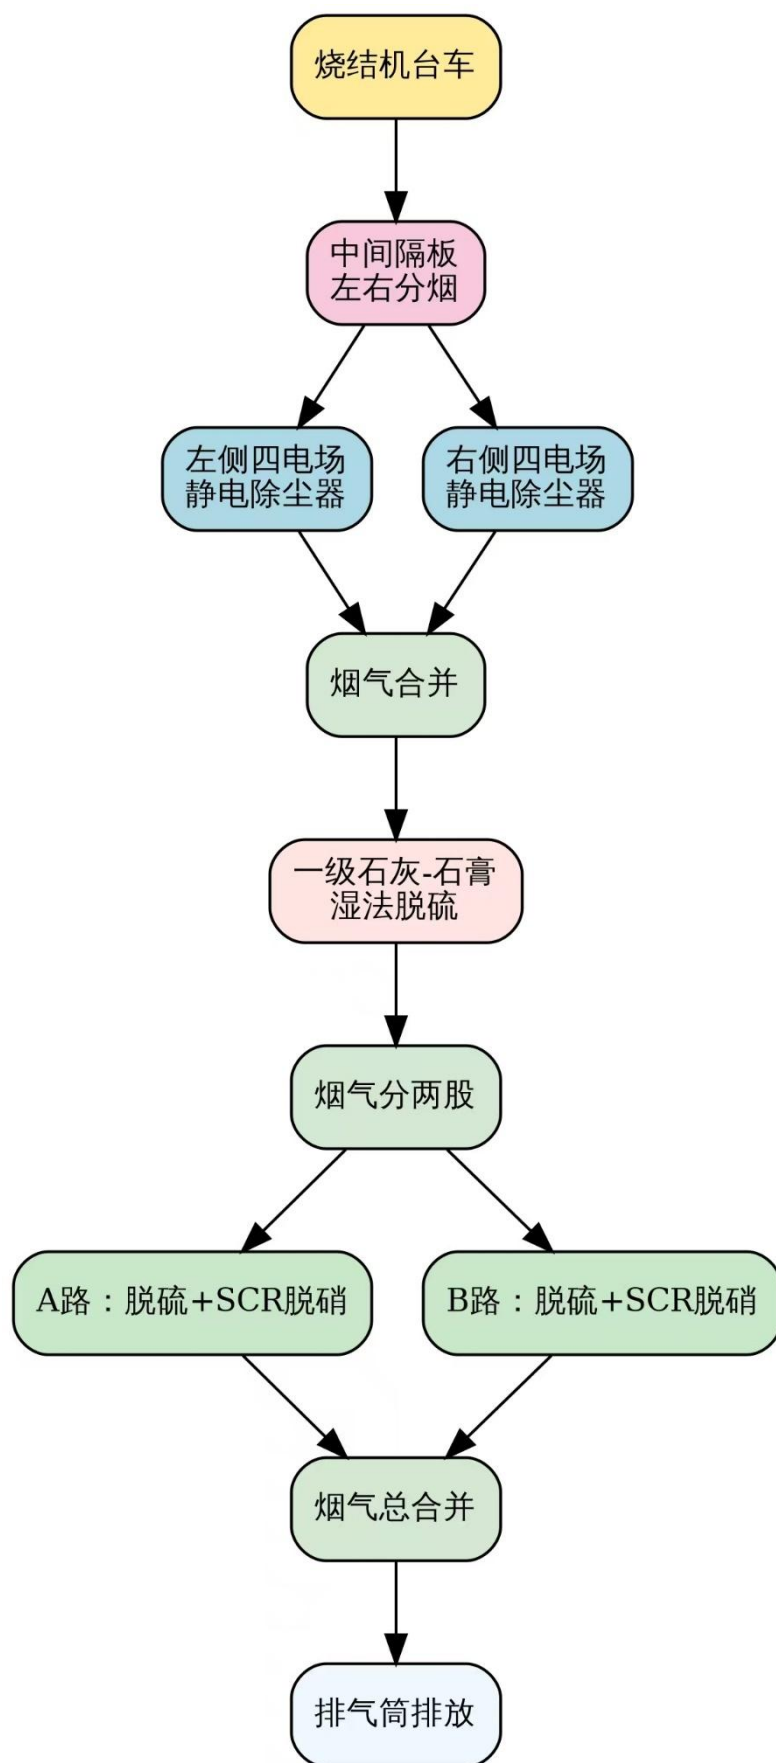 烧结机台车
中间隔板
左右分烟
左侧四电场
静电除尘器
右侧四电场
静电除尘器
烟气合并
一级石灰-石膏
湿法脱硫
烟气分两股
A路：脱硫+SCR脱硝
B路：脱硫+SCR脱硝
烟气总合并
排气筒排放